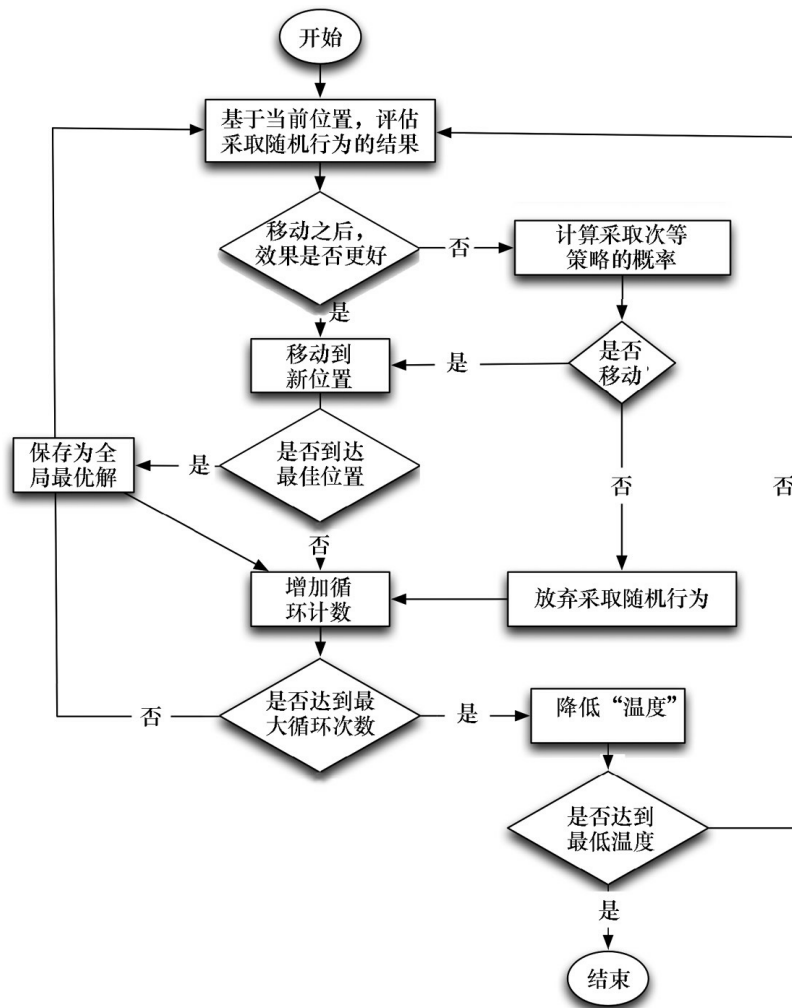 开始
基于当前位置，评估
采取随机行为的结果
移动之后，
效果是否更好
否
计算采取次等
策略的概率
是
移动到
新位置
是
是否
移动
保存为全
局最优解
是
是否到达
最佳位置
否
否
否
增加循
环计数
放弃采取随机行为
否
是否达到最
大循环次数
是
降低“温度”
是否达到
最低温度
是
结束